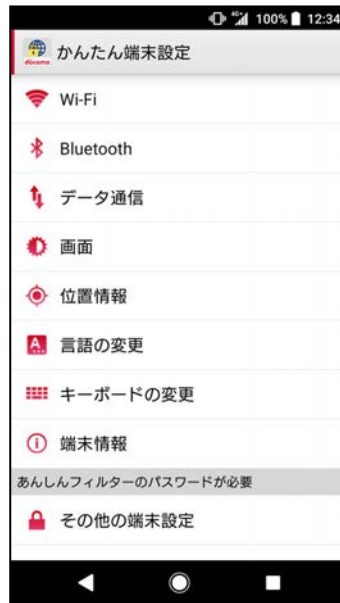 4G 100% 12:34
döcomo かんたん端末設定
Wi-Fi
Bluetooth
データ通信
画面
位置情報
言語の変更
キーボードの変更
端末情報
あんしんフィルターのパスワードが必要
その他の端末設定